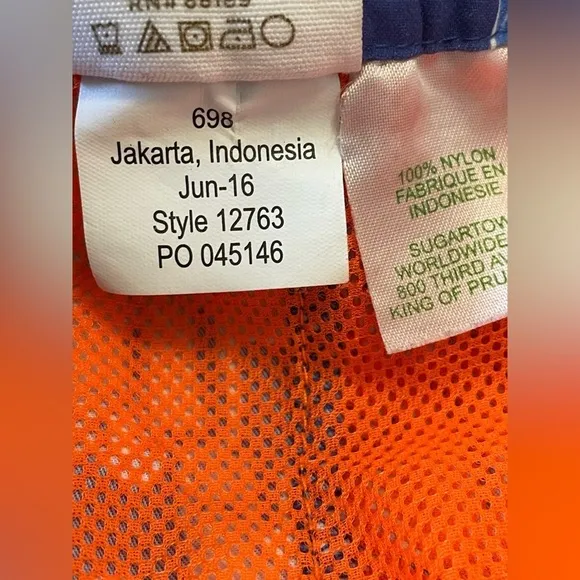 698
Jakarta, Indonesia
Jun-16
Style 12763
PO 045146
100% NYLON
FABRIQUE EN
INDONESIE
SUGARTOW
WORLDWIDE
800 THIRD AV
KING OF PRU